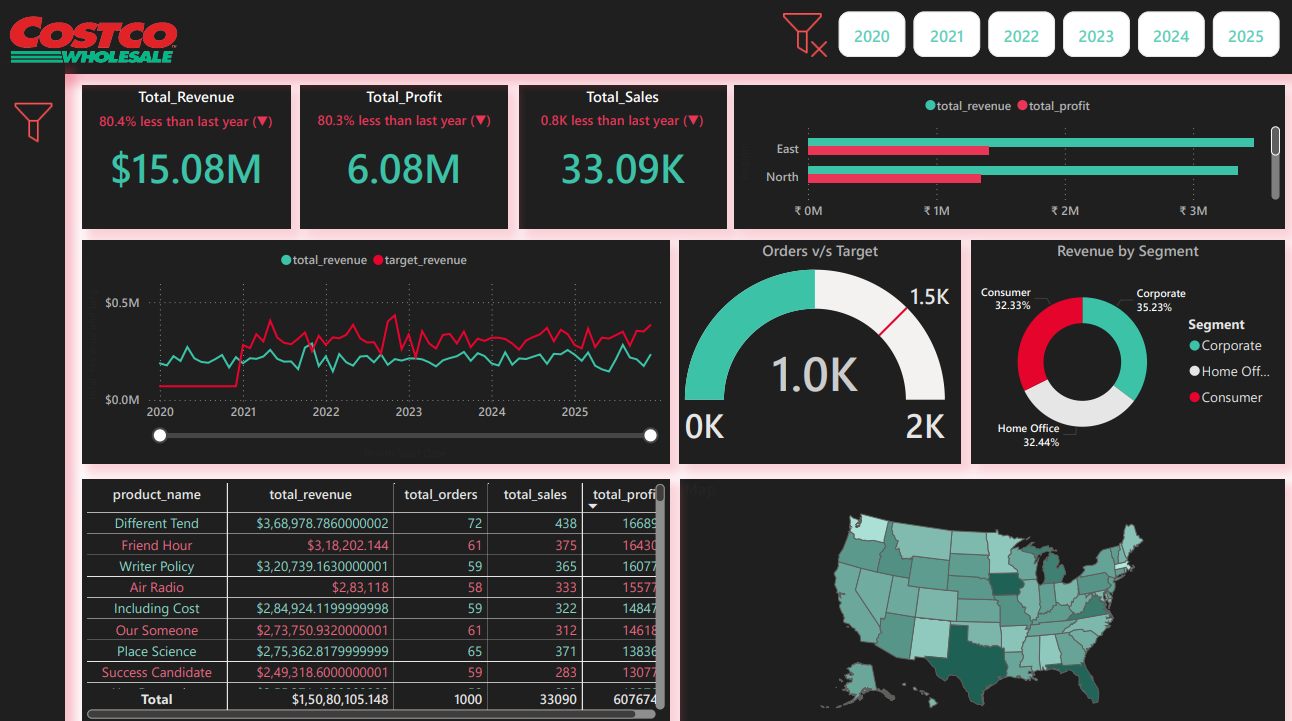 COSTCO
WHOLESALE
2020 2021 2022 2023 2024 2025
Total_Revenue
80.4% less than last year (▼)
$15.08M
Total_Profit
80.3% less than last year (▼)
6.08M
Total_Sales
0.8K less than last year (▼)
33.09K
total_revenue total_profit
East
North
₹ 0M ₹ 1M ₹ 2M ₹ 3M
total_revenue target_revenue
$0.5M
$0.0M
2020 2021 2022 2023 2024 2025
Orders v/s Target
1.5K
1.0K
0K 2K
Revenue by Segment
Consumer
32.33%
Corporate
35.23%
Home Office
32.44%
Segment
Corporate
Home Off...
Consumer
product_name total_revenue total_orders total_sales total_profi
Different Tend $3,68,978.7860000002 72 438 16689
Friend Hour $3,18,202.144 61 375 16430
Writer Policy $3,20,739.1630000001 59 365 16077
Air Radio $2,83,118 58 333 15577
Including Cost $2,84,924.1199999998 59 322 14847
Our Someone $2,73,750.9320000001 61 312 14618
Place Science $2,75,362.8179999999 65 371 13836
Success Candidate $2,49,318.6000000001 59 283 13077
Total $1,50,80,105.148 1000 33090 607674